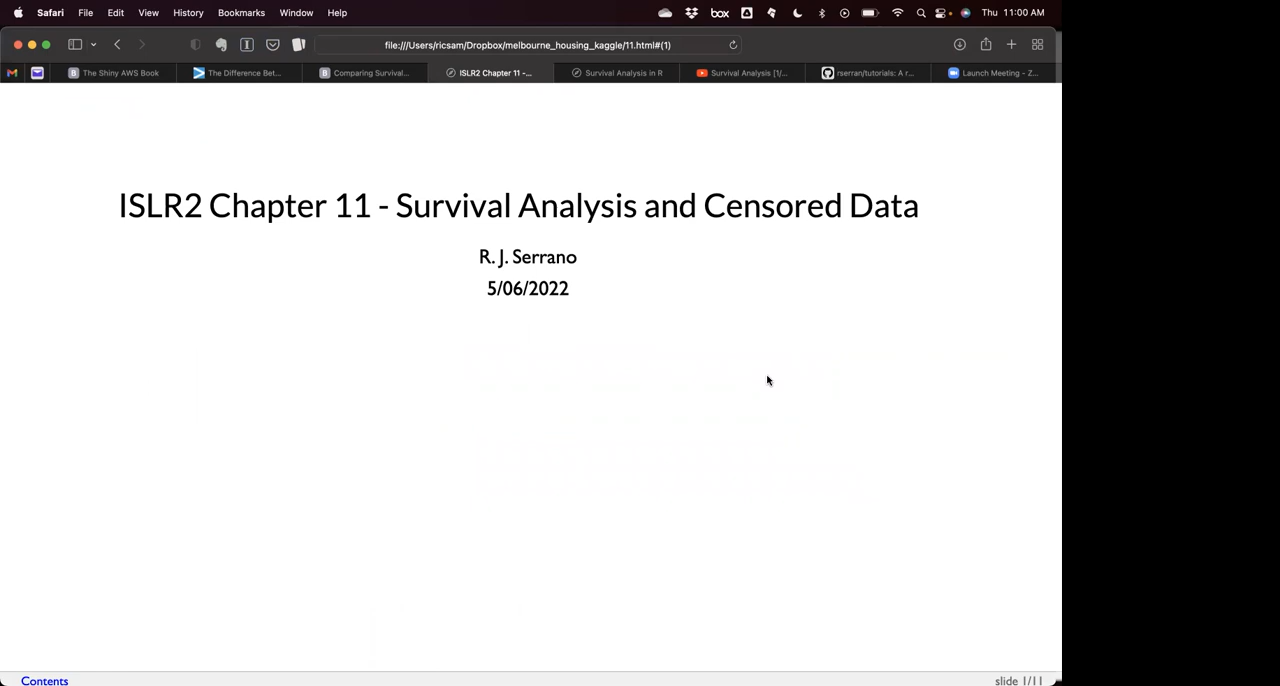 Safari File Edit View History Bookmarks Window Help box Thu 11:00 AM
file:///Users/ricsam/Dropbox/melbourne_housing_kaggle/11.html#(1)
The Shiny AWS Book The Difference Bet... Comparing Survival... ISLR2 Chapter 11 -... Survival Analysis in R Survival Analysis [1/... rserran/tutorials: A r... Launch Meeting - Z...
ISLR2 Chapter 11 - Survival Analysis and Censored Data
R. J. Serrano
5/06/2022
Contents slide 1/11